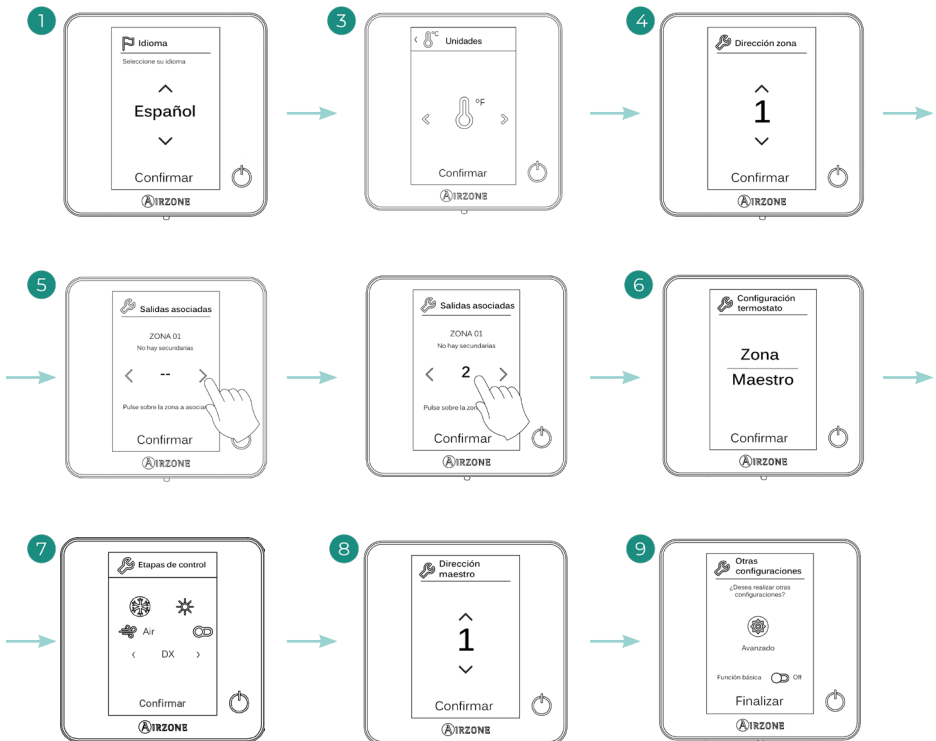 1
Idioma
Seleccione su idioma
Español
Confirmar
AIRZONE
3
°C
Unidades
°F
Confirmar
AIRZONE
4
Dirección zona
1
Confirmar
AIRZONE
5
Salidas asociadas
ZONA 01
No hay secundarias
--
Pulse sobre la zona a asociar
Confirmar
AIRZONE
Salidas asociadas
ZONA 01
No hay secundarias
2
Pulse sobre la zon
Confirmar
AIRZONE
6
Configuración
termostato
Zona
Maestro
Confirmar
AIRZONE
7
Etapas de control
Air
DX
Confirmar
AIRZONE
8
Dirección
maestro
1
Confirmar
AIRZONE
9
Otras
configuraciones
¿Desea realizar otras
configuraciones?
Avanzado
Función básica Off
Finalizar
AIRZONE